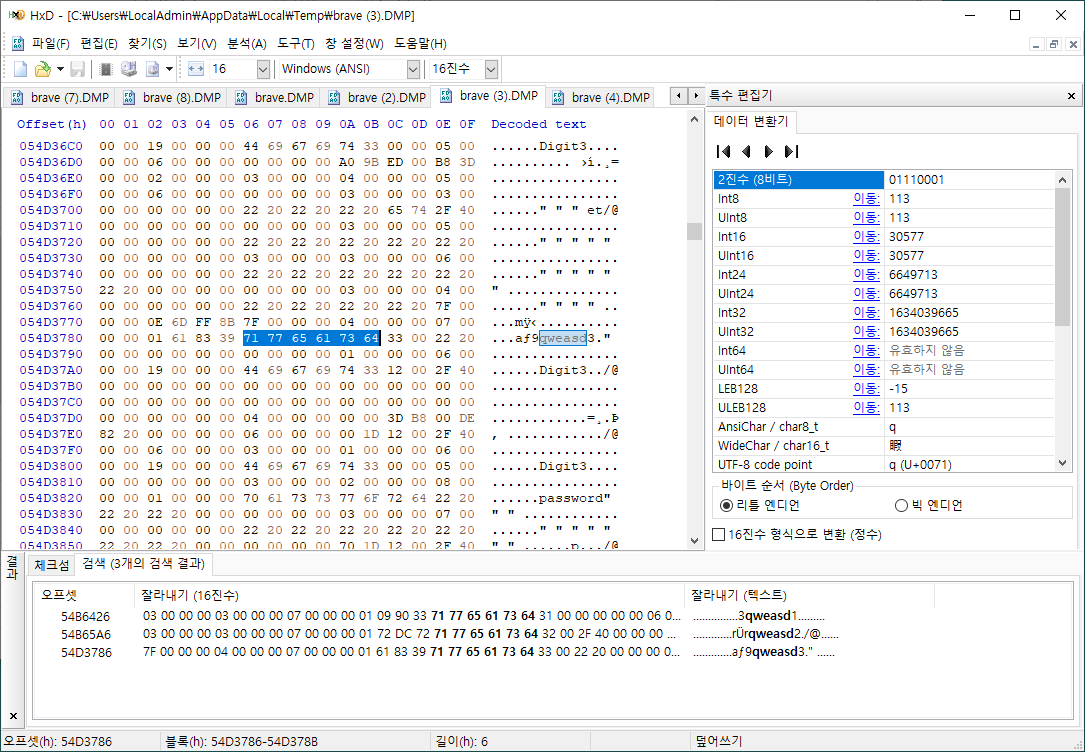 HxD - [C:₩Users₩LocalAdmin₩AppData₩Local₩Temp₩brave (3).DMP]
파일(F) 편집(E) 찾기(S) 보기(V) 분석(A) 도구(T) 창 설정(W) 도움말(H)
16 Windows (ANSI) 16진수
brave (7).DMP brave (8).DMP brave.DMP brave (2).DMP brave (3).DMP brave (4).DMP
Offset(h) 00 01 02 03 04 05 06 07 08 09 0A 0B 0C 0D 0E 0F Decoded text
054D36C0 00 00 19 00 00 00 44 69 67 69 74 33 00 00 05 00 ......Digit3....
054D36D0 00 00 06 00 00 00 00 00 00 00 A0 9B ED 00 B8 3D .......... ›í.¸=
054D36E0 00 00 02 00 00 00 03 00 00 00 04 00 00 00 05 00 ................
054D36F0 00 00 06 00 00 00 00 00 00 00 03 00 00 00 03 00 ................
054D3700 00 00 00 00 00 00 22 20 22 20 22 20 65 74 2F 40 ......" " " et/@
054D3710 00 00 00 00 00 00 00 00 00 00 03 00 00 00 05 00 ................
054D3720 00 00 00 00 00 00 22 20 22 20 22 20 22 20 22 20 ......" " " " "
054D3730 00 00 00 00 00 00 03 00 00 00 03 00 00 00 06 00 ................
054D3740 00 00 00 00 00 00 22 20 22 20 22 20 22 20 22 20 ......" " " " "
054D3750 22 20 00 00 00 00 00 00 00 00 03 00 00 00 04 00 " ..............
054D3760 00 00 00 00 00 00 22 20 22 20 22 20 22 20 7F 00 ......" " " " ..
054D3770 00 00 0E 6D FF 8B 7F 00 00 00 04 00 00 00 07 00 ...mÿ‹..........
054D3780 00 00 01 61 83 39 71 77 65 61 73 64 33 00 22 20 ...aƒ9qweasd3."
054D3790 00 00 00 00 00 00 00 00 00 00 01 00 00 00 06 00 ................
054D37A0 00 00 19 00 00 00 44 69 67 69 74 33 12 00 2F 40 ......Digit3../@
054D37B0 00 00 00 00 00 00 00 00 00 00 00 00 00 00 00 00 ................
054D37C0 00 00 00 00 00 00 00 00 00 00 00 00 00 00 00 00 ................
054D37D0 00 00 00 00 00 00 04 00 00 00 00 00 3D B8 00 DE ............=¸.Þ
054D37E0 82 20 00 00 00 00 06 00 00 00 00 1D 12 00 2F 40 ‚ ............/@
054D37F0 00 00 06 00 00 00 03 00 00 00 01 00 00 00 06 00 ................
054D3800 00 00 19 00 00 00 44 69 67 69 74 33 00 00 05 00 ......Digit3....
054D3810 00 00 00 00 00 00 03 00 00 00 02 00 00 00 08 00 ................
054D3820 00 00 01 00 00 00 70 61 73 73 77 6F 72 64 22 20 ......password"
054D3830 22 20 22 20 00 00 00 00 00 00 03 00 00 00 07 00 " " ............
054D3840 00 00 00 00 00 00 22 20 22 20 22 20 22 20 22 20 ......" " " " "
054D3850 22 20 22 20 00 00 00 00 00 00 70 1D 12 00 2F 40 " " ......p.../@
특수 편집기
데이터 변환기
2진수 (8비트) 01110001
Int8 이동: 113
UInt8 이동: 113
Int16 이동: 30577
UInt16 이동: 30577
Int24 이동: 6649713
UInt24 이동: 6649713
Int32 이동: 1634039665
UInt32 이동: 1634039665
Int64 이동: 유효하지 않음
UInt64 이동: 유효하지 않음
LEB128 이동: -15
ULEB128 이동: 113
AnsiChar / char8_t q
WideChar / char16_t 睱
UTF-8 code point q (U+0071)
바이트 순서 (Byte Order)
리틀 엔디언 빅 엔디언
16진수 형식으로 변환 (정수)
결과
체크섬 검색 (3개의 검색 결과)
오프셋 잘라내기 (16진수) 잘라내기 (텍스트)
54B6426 03 00 00 00 03 00 00 00 07 00 00 00 01 09 90 33 71 77 65 61 73 64 31 00 00 00 00 00 06 0... ...............3qweasd1.........
54B65A6 03 00 00 00 03 00 00 00 07 00 00 00 01 72 DC 72 71 77 65 61 73 64 32 00 2F 40 00 00 00 ... .............rÜrqweasd2./@......
54D3786 7F 00 00 00 04 00 00 00 07 00 00 00 01 61 83 39 71 77 65 61 73 64 33 00 22 20 00 00 00 0... .............aƒ9qweasd3." ......
오프셋(h): 54D3786 블록(h): 54D3786-54D378B 길이(h): 6 덮어쓰기